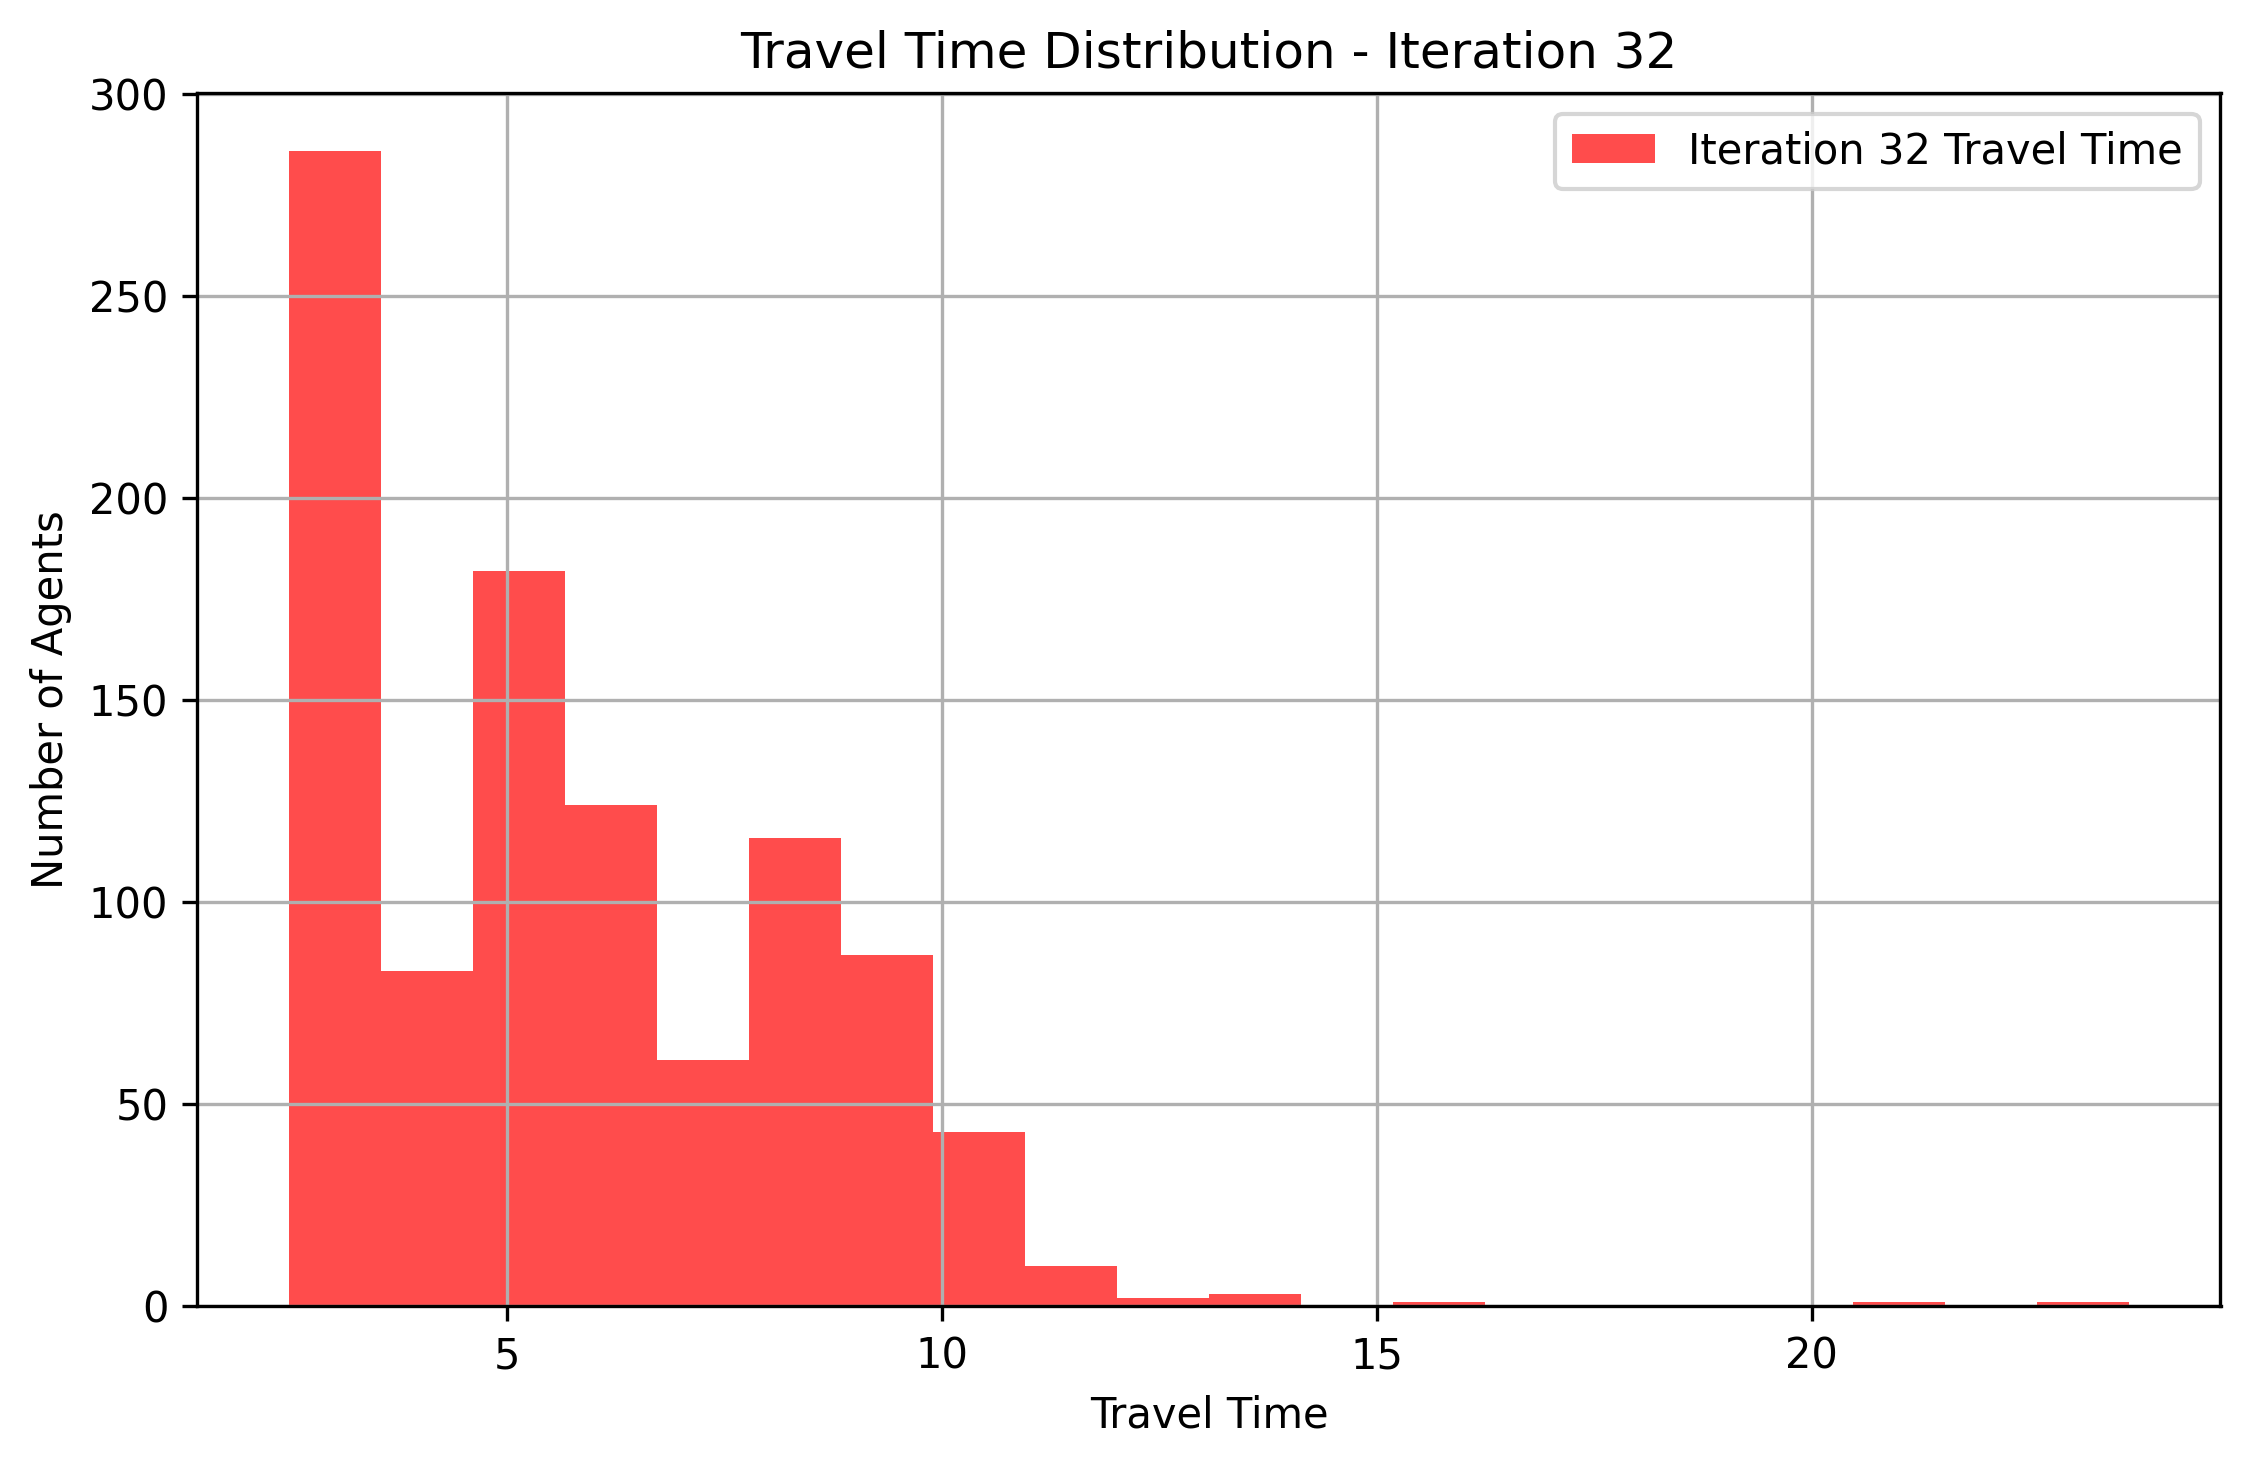 Travel Time Distribution - Iteration 32
Iteration 32 Travel Time
Number of Agents
300
250
200
150
100
50
0
5
10
15
20
Travel Time